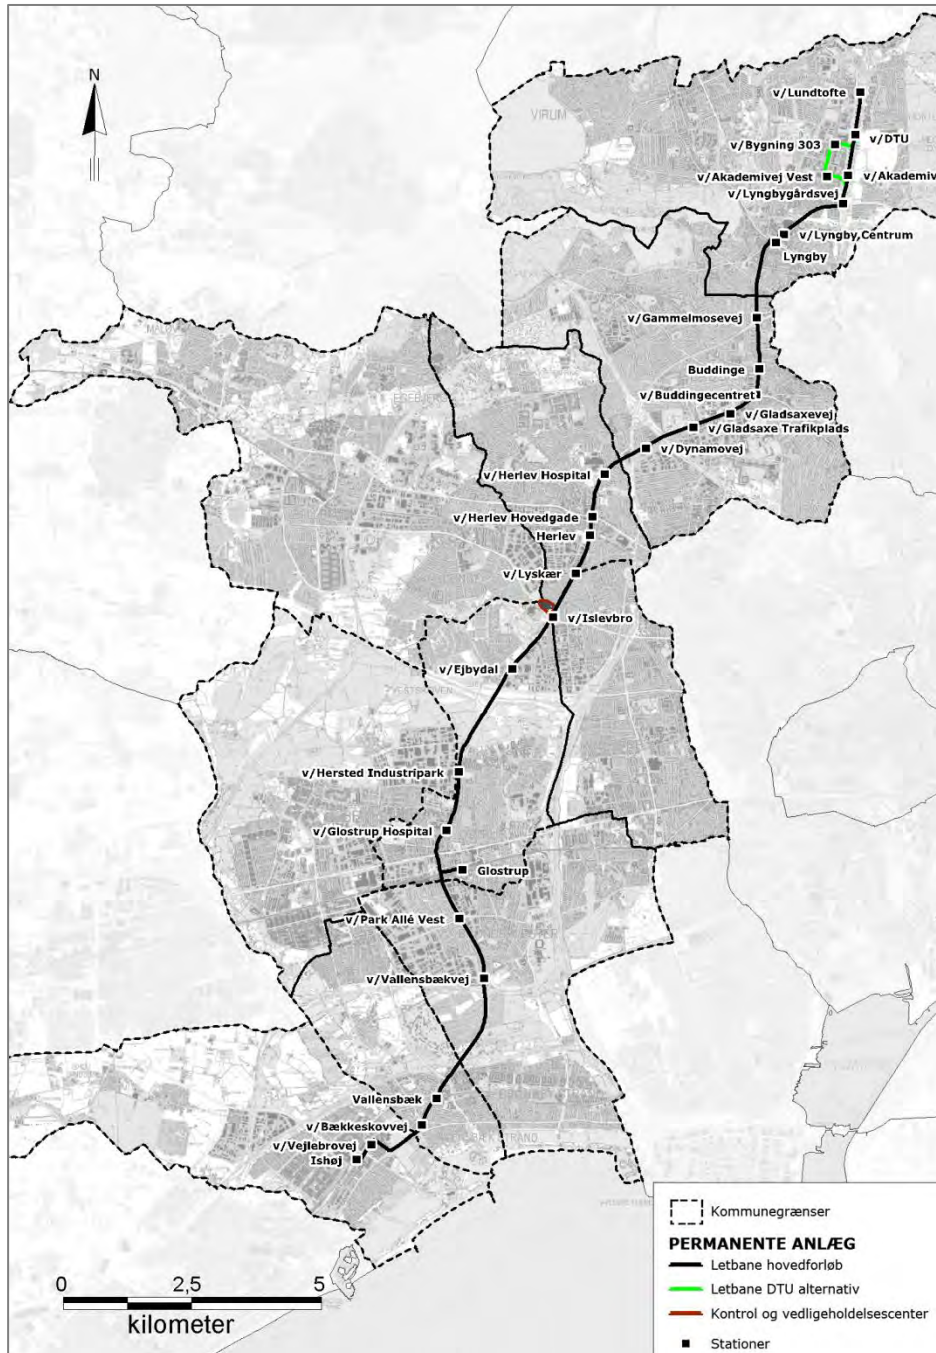 N
VIRUM
v/Lundtofte
v/DTU
v/Bygning 303
v/Akademivej Vest
v/Akademiv
v/Lyngbygårdsvej
v/Lyngby Centrum
Lyngby
v/Gammelmosevej
Buddinge
v/Buddingecentret
v/Gladsaxevej
v/Gladsaxe Trafikplads
v/Dynamovej
v/Herlev Hospital
v/Herlev Hovedgade
Herlev
v/Lyskær
v/Islevbro
v/Ejbydal
v/Hersted Industripark
v/Glostrup Hospital
Glostrup
v/Park Allé Vest
v/Vallensbækvej
Vallensbæk
v/Bækkeskovvej
v/Vejlebrovej
Ishøj
0 2,5 5
kilometer
Kommunegrænser
PERMANENTE ANLÆG
Letbane hovedforløb
Letbane DTU alternativ
Kontrol og vedligeholdelsescenter
Stationer